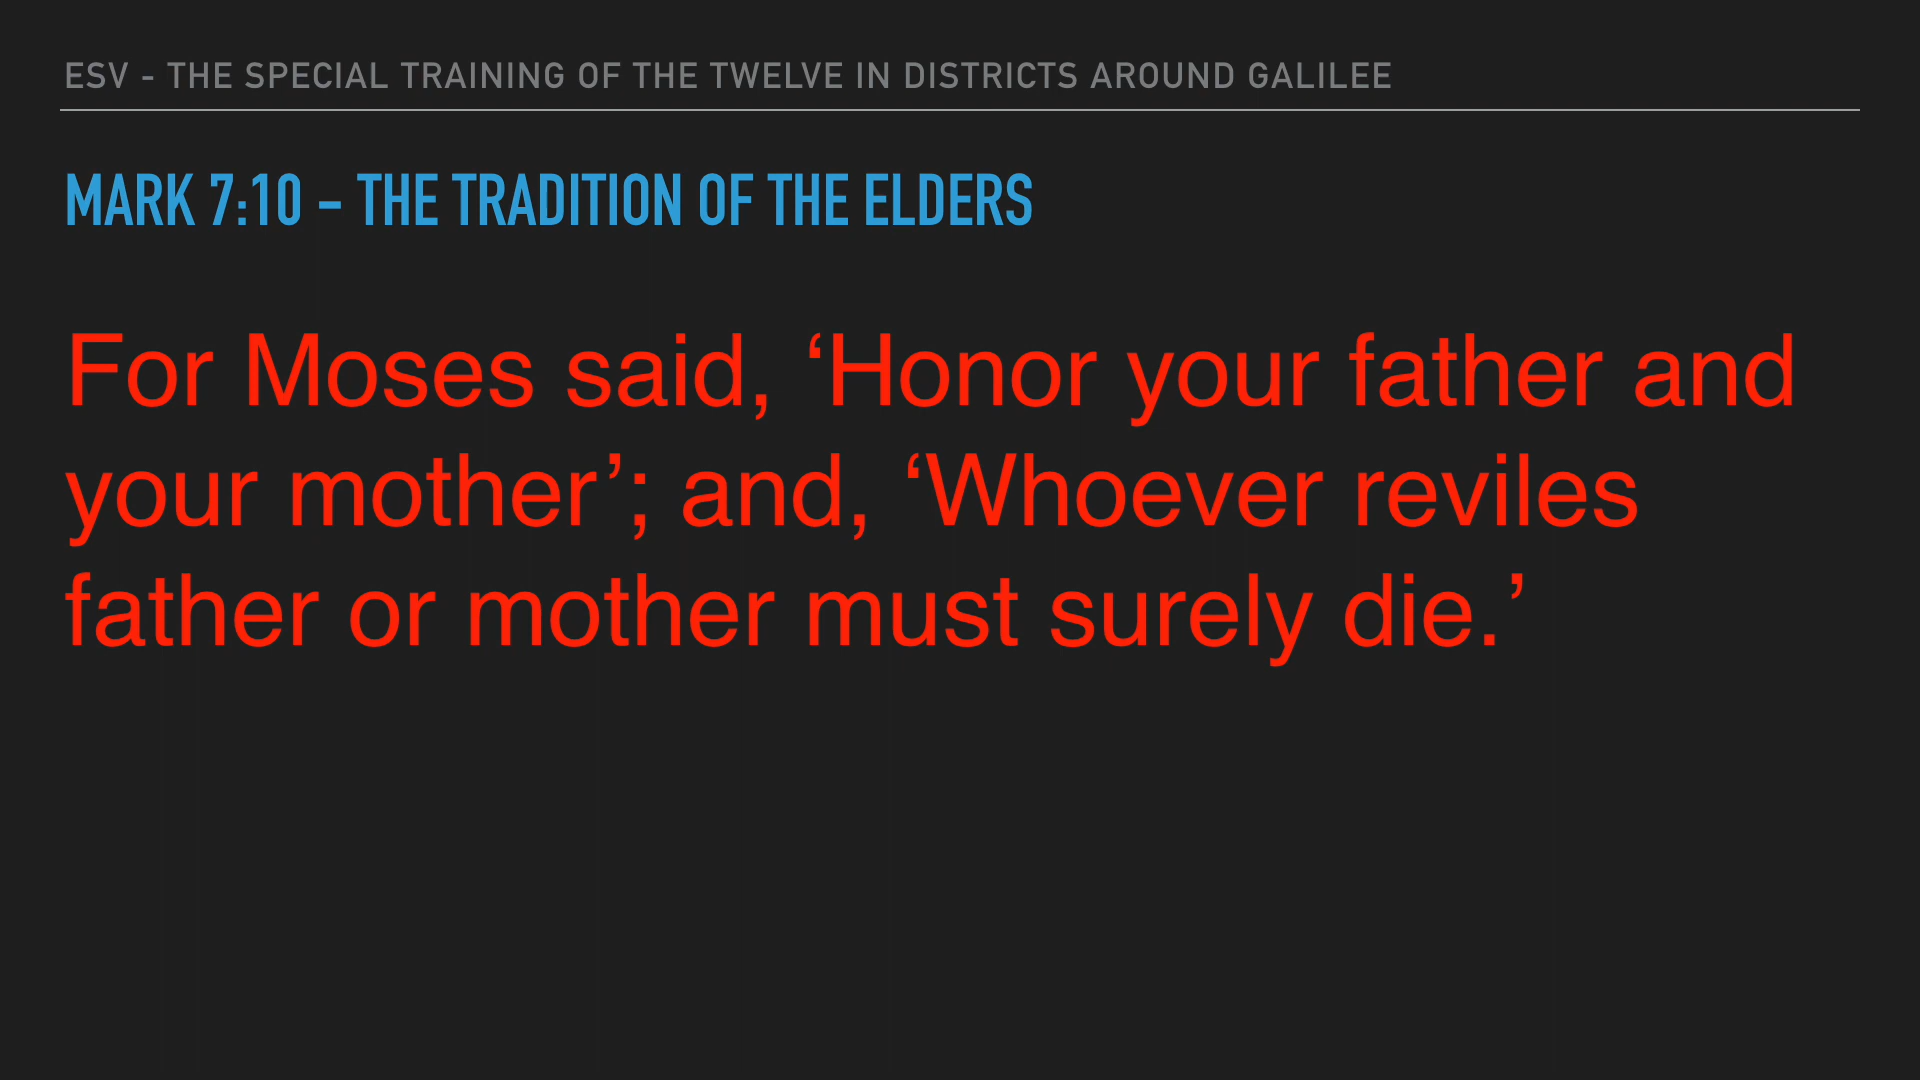 ESV - THE SPECIAL TRAINING OF THE TWELVE IN DISTRICTS AROUND GALILEE
MARK 7:10 - THE TRADITION OF THE ELDERS
For Moses said, ‘Honor your father and
your mother’; and, ‘Whoever reviles
father or mother must surely die.’